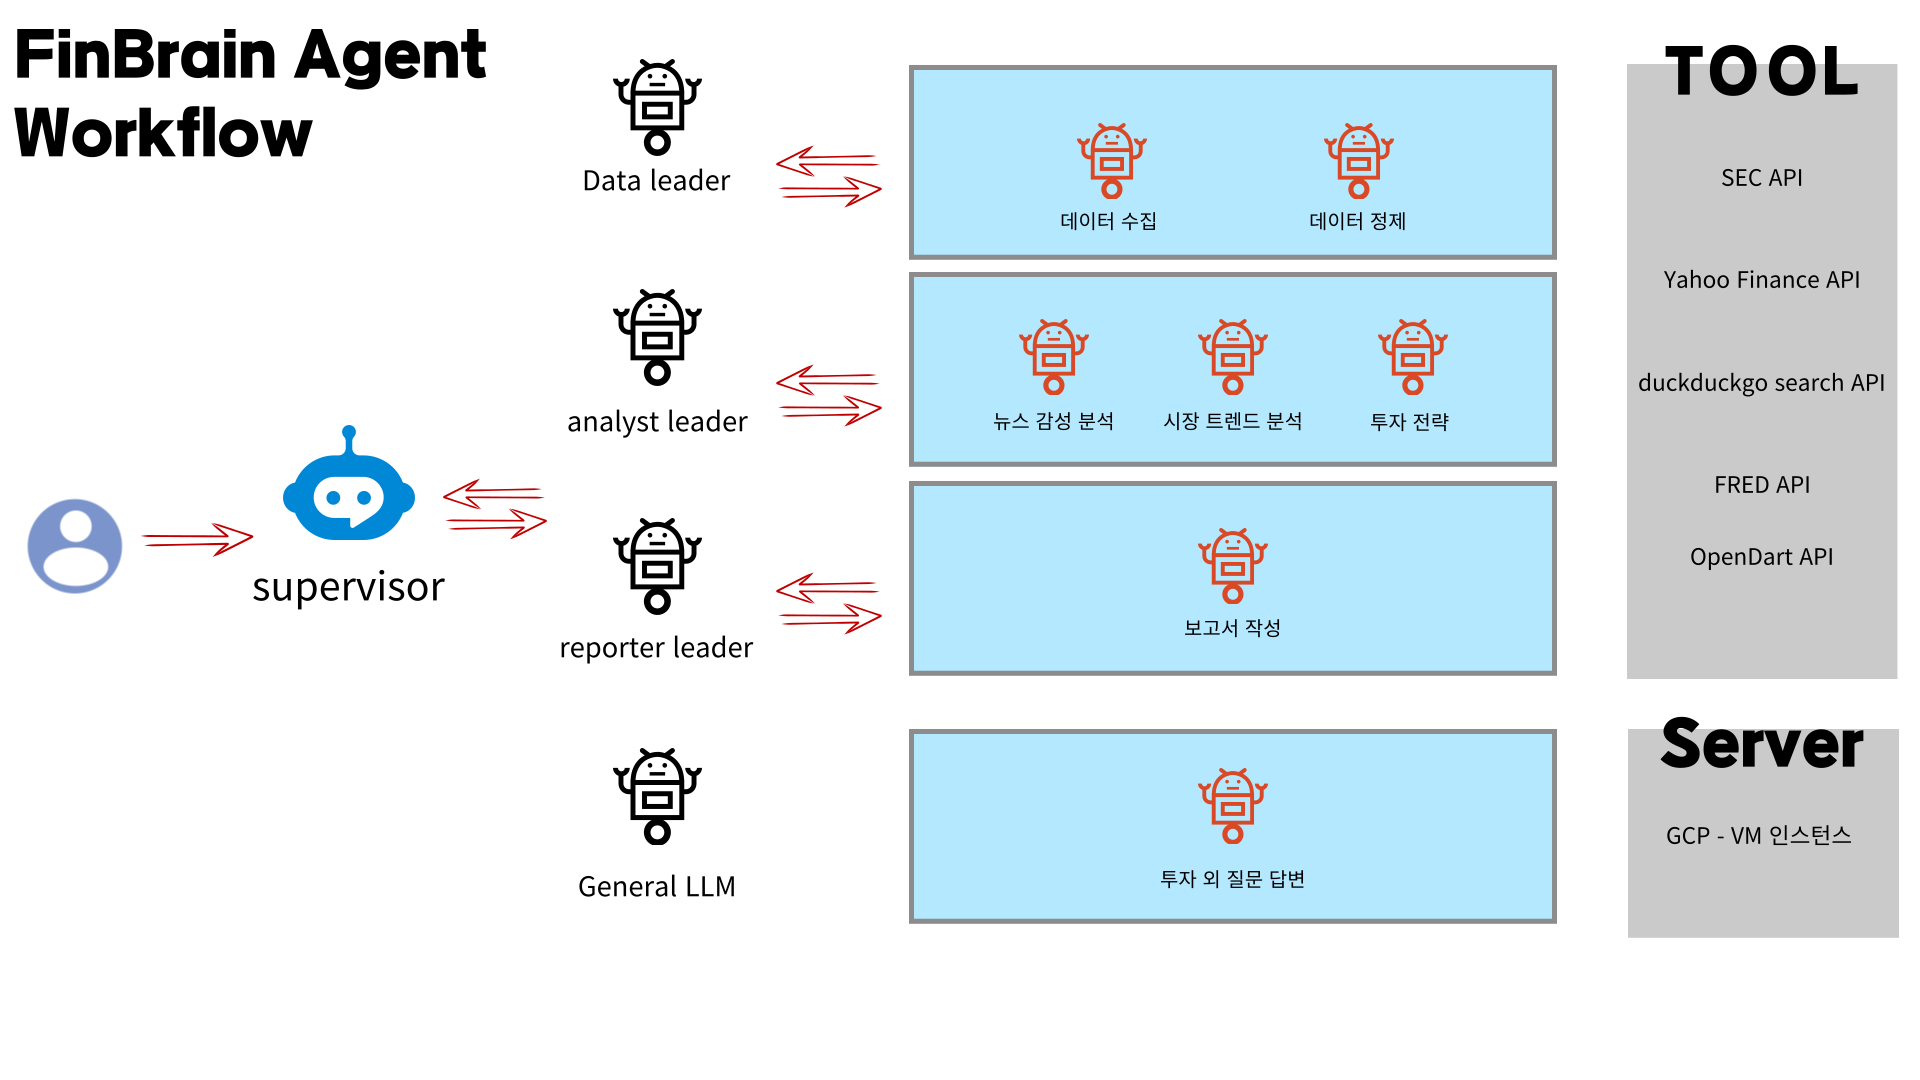 FinBrain Agent
Workflow
Data leader
데이터 수집
데이터 정제
analyst leader
뉴스 감성 분석
시장 트렌드 분석
투자 전략
supervisor
reporter leader
보고서 작성
General LLM
투자 외 질문 답변
TOOL
SEC API
Yahoo Finance API
duckduckgo search API
FRED API
OpenDart API
Server
GCP - VM 인스턴스